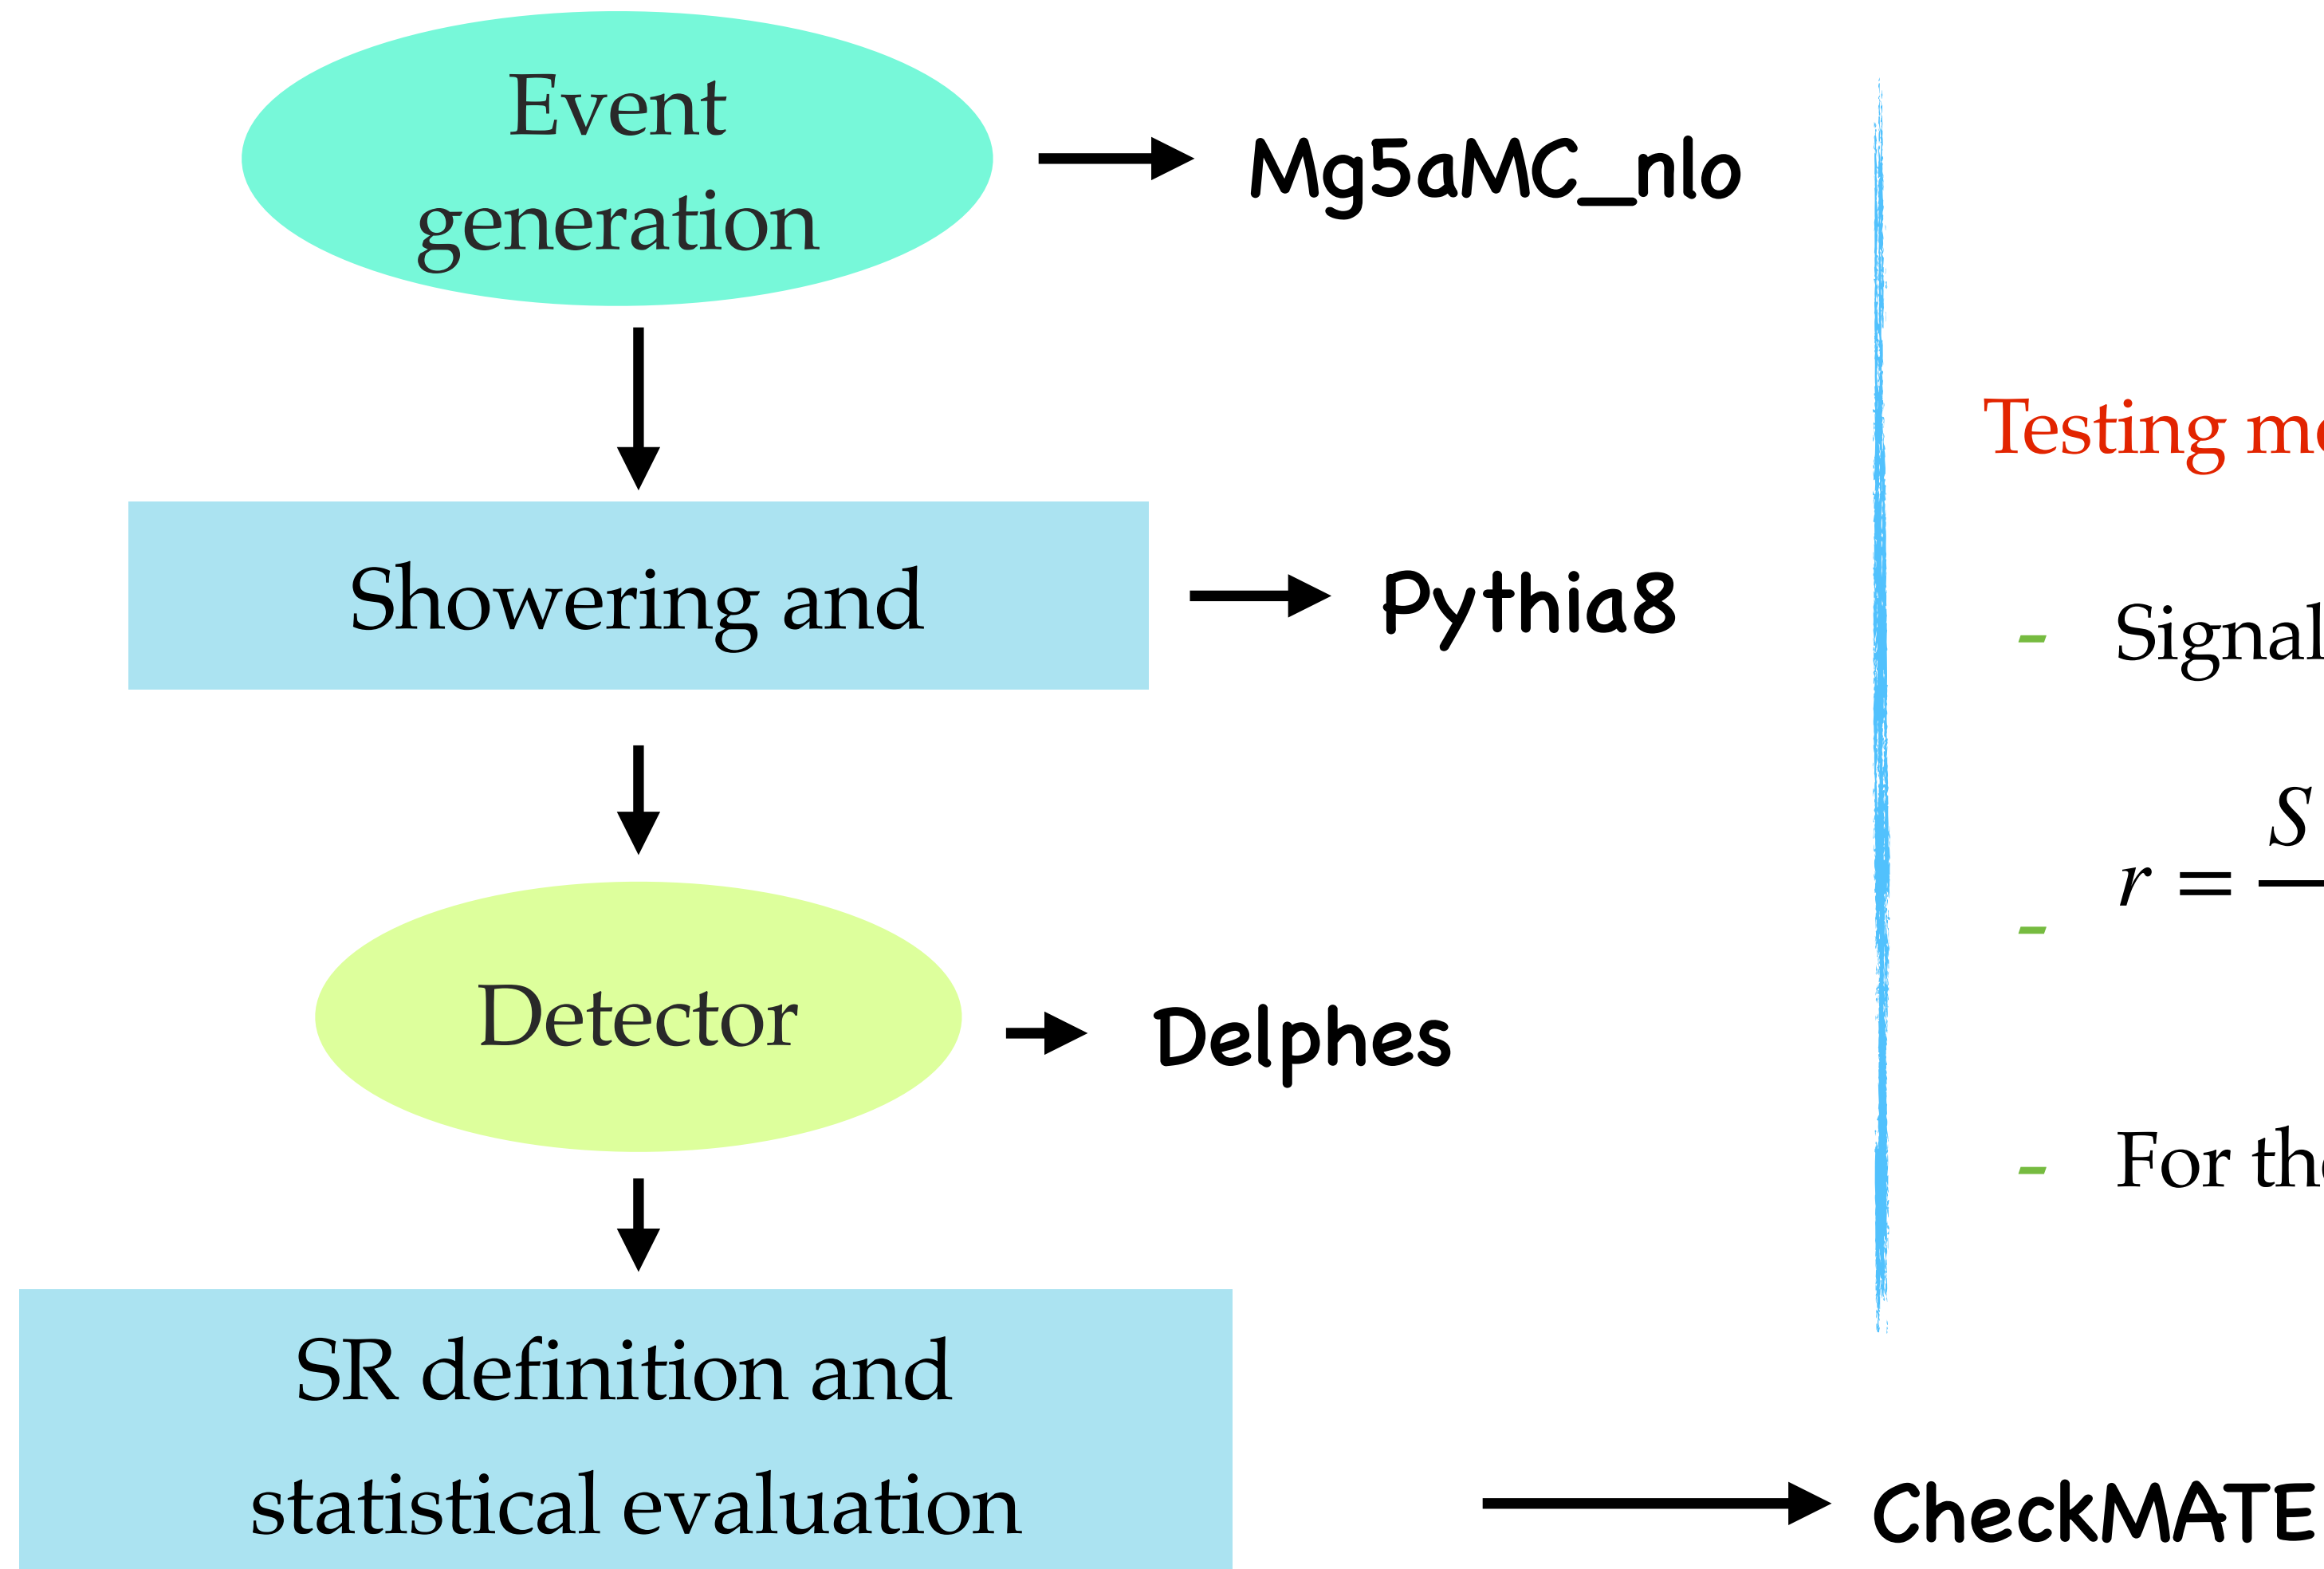 Event
generation
Mg5aMC_nlo
Showering and
Pythia8
Detector
Delphes
SR definition and
statistical evaluation
CheckMATE
Testing
- Signal
- r = S
- For